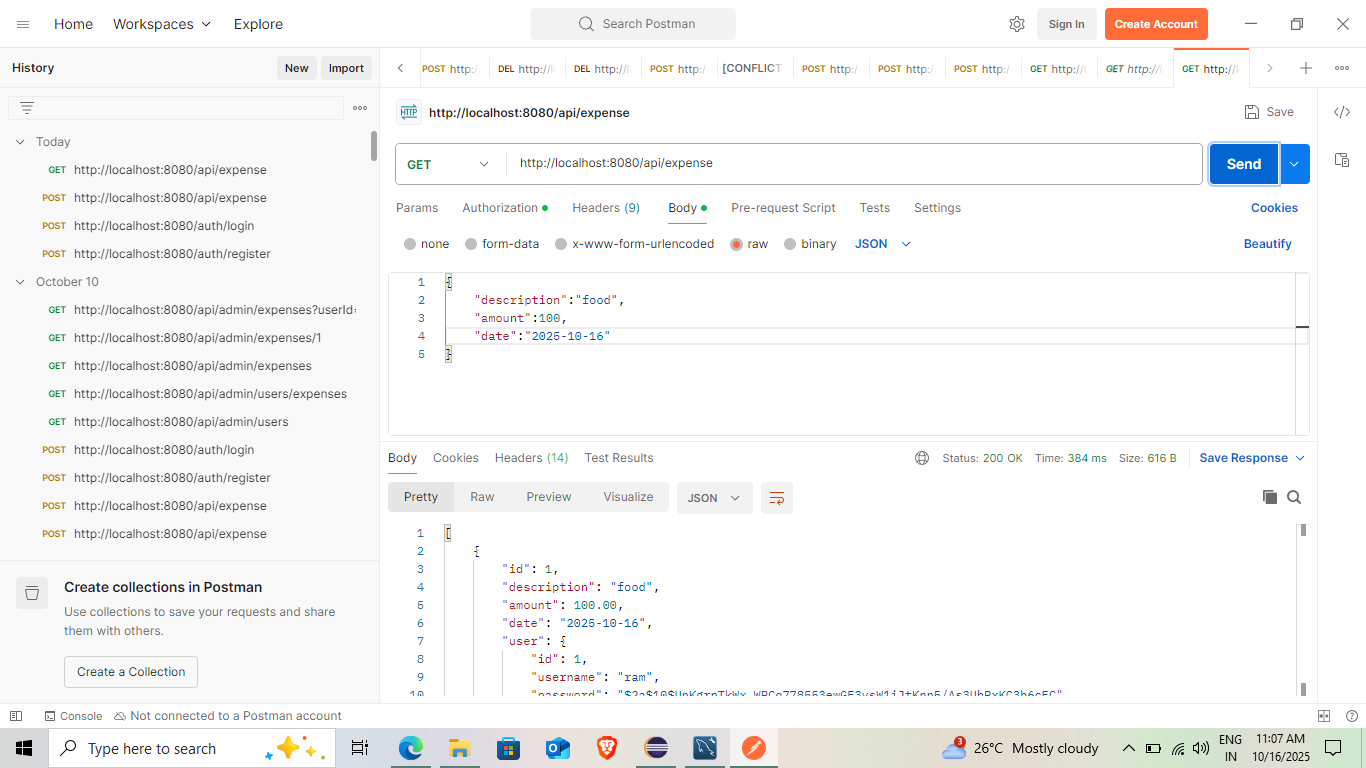 Home Workspaces Explore Search Postman Sign In Create Account
History New Import
POST http:/ DEL http://l DEL http://l POST http:/ [CONFLICT POST http:/ POST http:/ POST http:/ GET http://l GET http://l GET http://l
HTTP http://localhost:8080/api/expense Save
Today
GET http://localhost:8080/api/expense
POST http://localhost:8080/api/expense
POST http://localhost:8080/auth/login
POST http://localhost:8080/auth/register
October 10
GET http://localhost:8080/api/admin/expenses?userId=
GET http://localhost:8080/api/admin/expenses/1
GET http://localhost:8080/api/admin/expenses
GET http://localhost:8080/api/admin/users/expenses
GET http://localhost:8080/api/admin/users
POST http://localhost:8080/auth/login
POST http://localhost:8080/auth/register
POST http://localhost:8080/api/expense
POST http://localhost:8080/api/expense
Create collections in Postman
Use collections to save your requests and share
them with others.
Create a Collection
GET http://localhost:8080/api/expense Send
Params Authorization Headers (9) Body Pre-request Script Tests Settings Cookies
none form-data x-www-form-urlencoded raw binary JSON Beautify
1 {
2 "description":"food",
3 "amount":100,
4 "date":"2025-10-16"
5 }
Body Cookies Headers (14) Test Results Status: 200 OK Time: 384 ms Size: 616 B Save Response
Pretty Raw Preview Visualize JSON
1 [
2 {
3 "id": 1,
4 "description": "food",
5 "amount": 100.00,
6 "date": "2025-10-16",
7 "user": {
8 "id": 1,
9 "username": "ram",
10 "password":
Console Not connected to a Postman account
Type here to search 3 26°C Mostly cloudy ENG IN 11:07 AM 10/16/2025